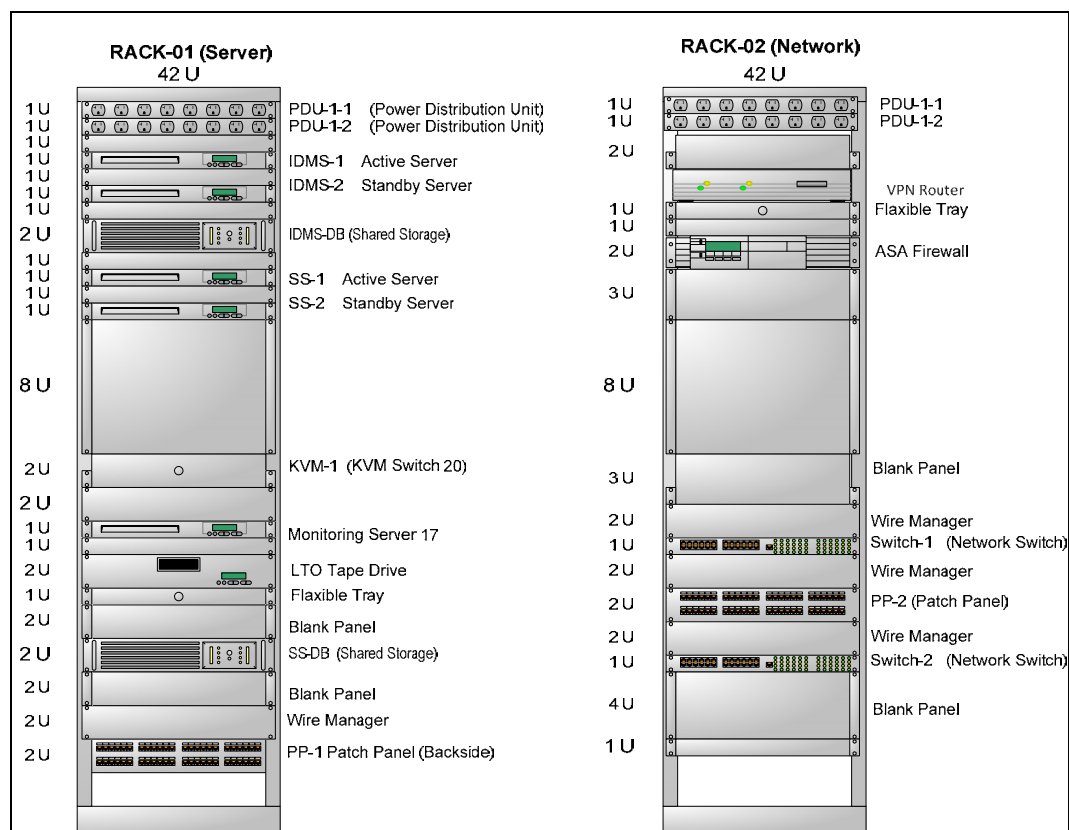 RACK-01 (Server)
42 U
1 U PDU-1-1 (Power Distribution Unit)
1 U PDU-1-2 (Power Distribution Unit)
1 U
1 U IDMS-1 Active Server
1 U
1 U IDMS-2 Standby Server
1 U
2 U IDMS-DB (Shared Storage)
1 U
1 U SS-1 Active Server
1 U
1 U SS-2 Standby Server
8 U
2 U KVM-1 (KVM Switch 20)
2 U
1 U Monitoring Server 17
1 U
2 U LTO Tape Drive
1 U Flaxible Tray
2 U Blank Panel
2 U SS-DB (Shared Storage)
2 U Blank Panel
2 U Wire Manager
2 U PP-1 Patch Panel (Backside)
RACK-02 (Network)
42 U
1 U PDU-1-1
1 U PDU-1-2
2 U
VPN Router
1 U Flaxible Tray
1 U
2 U ASA Firewall
3 U
8 U
3 U Blank Panel
2 U Wire Manager
1 U Switch-1 (Network Switch)
2 U Wire Manager
2 U PP-2 (Patch Panel)
2 U Wire Manager
1 U Switch-2 (Network Switch)
4 U Blank Panel
1 U